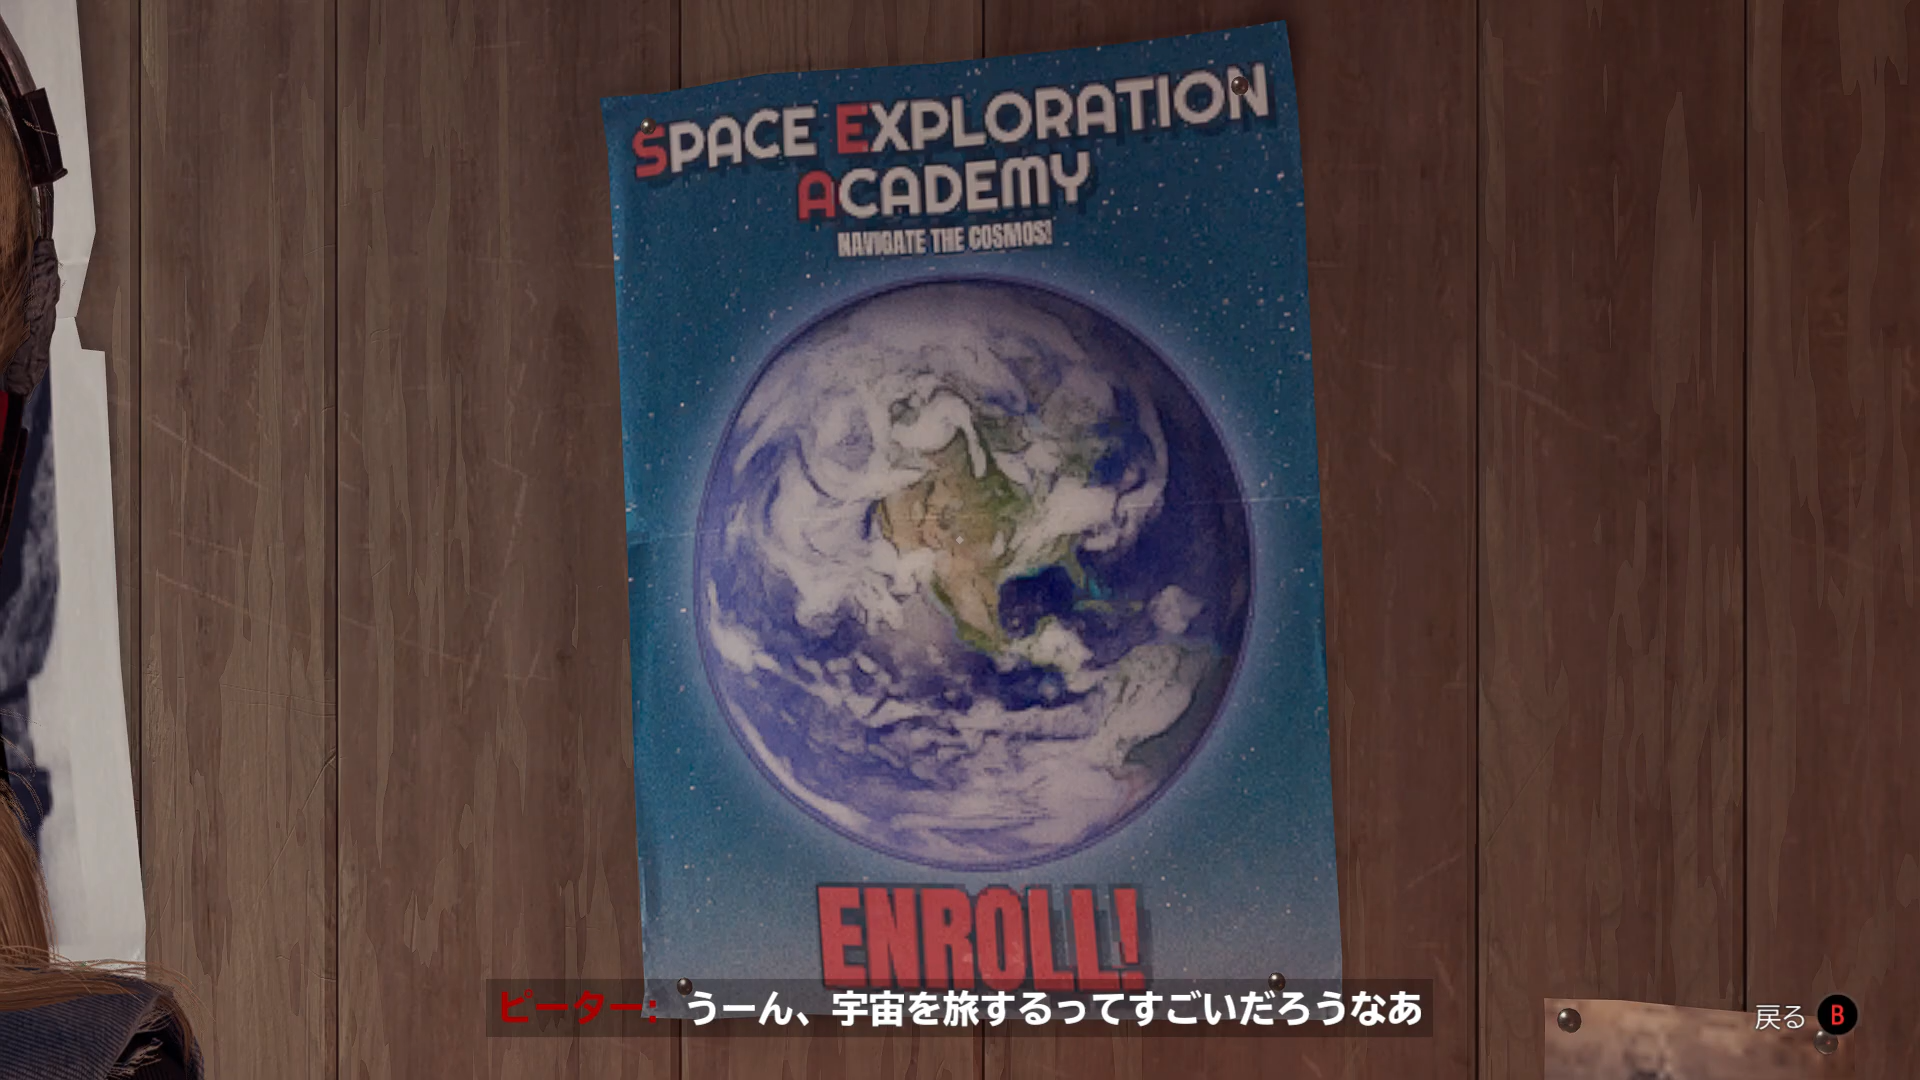 SPACE EXPLORATION
ACADEMY
NAVIGATE THE COSMOS!
ENROLL!
ピーター: うーん、宇宙を旅するってすごいだろうなあ
戻る B